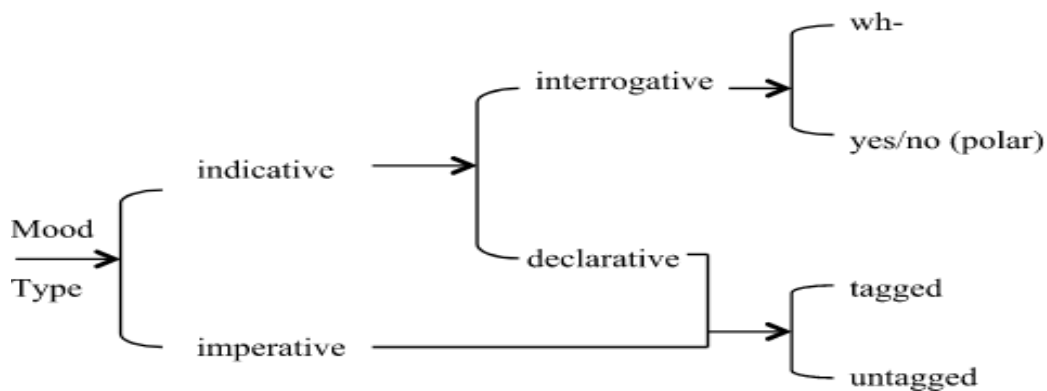 wh-
interrogative
yes/no (polar)
indicative
Mood
Type
declarative
tagged
imperative
untagged